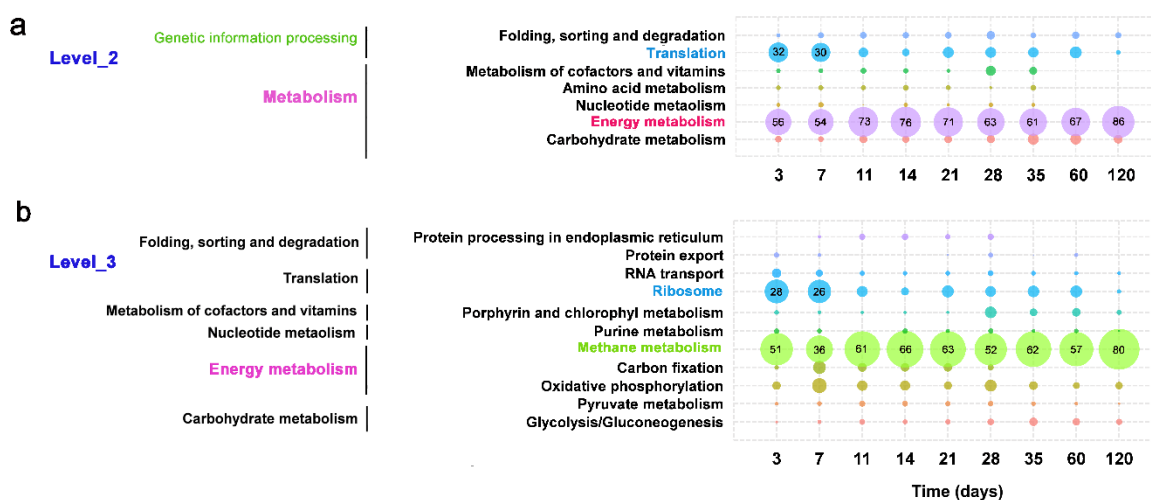 a
Level_2
Genetic information processing
Metabolism
Folding, sorting and degradation
Translation 32 30
Metabolism of cofactors and vitamins
Amino acid metabolism
Nucleotide metaolism
Energy metabolism 56 54 73 76 71 63 61 67 86
Carbohydrate metabolism
3 7 11 14 21 28 35 60 120
b
Level_3
Folding, sorting and degradation
Translation
Metabolism of cofactors and vitamins
Nucleotide metaolism
Energy metabolism
Carbohydrate metabolism
Protein processing in endoplasmic reticulum
Protein export
RNA transport
Ribosome 28 26
Porphyrin and chlorophyl metabolism
Purine metabolism
Methane metabolism 51 36 61 66 63 52 62 57 80
Carbon fixation
Oxidative phosphorylation
Pyruvate metabolism
Glycolysis/Gluconeogenesis
3 7 11 14 21 28 35 60 120
Time (days)